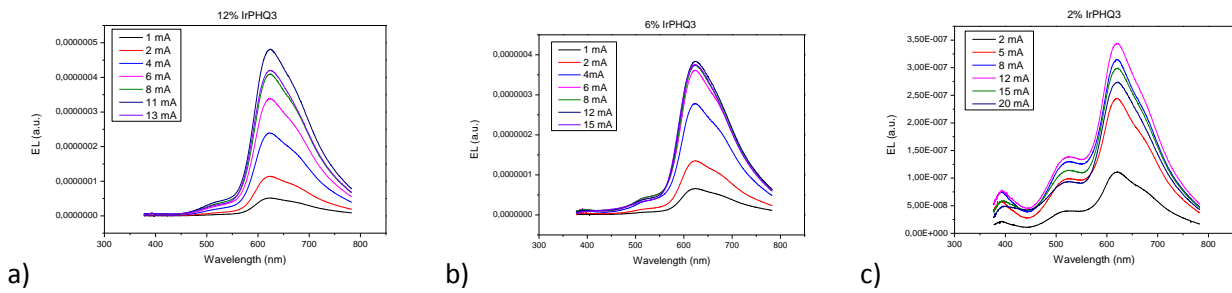 12% IrPHQ3
1 mA
2 mA
4 mA
6 mA
8 mA
11 mA
13 mA
EL (a.u.)
0,0000005
0,0000004
0,0000003
0,0000002
0,0000001
0,0000000
300 400 500 600 700 800
Wavelength (nm)
a)
6% IrPHQ3
1 mA
2 mA
4mA
6 mA
8 mA
12 mA
15 mA
EL (a.u.)
0,0000004
0,0000003
0,0000002
0,0000001
0,0000000
300 400 500 600 700 800
Wavelength (nm)
b)
2% IrPHQ3
2 mA
5 mA
8 mA
12 mA
15 mA
20 mA
EL (a.u.)
3,50E-007
3,00E-007
2,50E-007
2,00E-007
1,50E-007
1,00E-007
5,00E-008
0,00E+000
300 400 500 600 700 800
Wavelength (nm)
c)